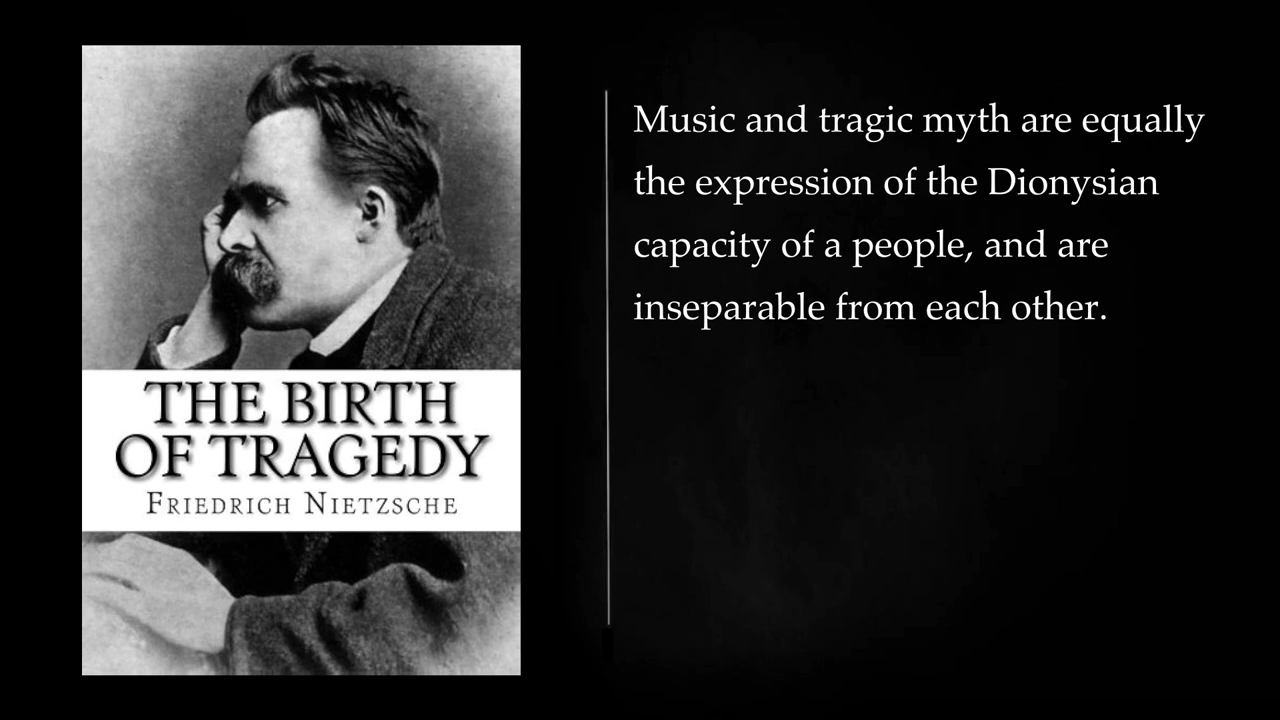 THE BIRTH
OF TRAGEDY
FRIEDRICH NIETZSCHE
Music and tragic myth are equally
the expression of the Dionysian
capacity of a people, and are
inseparable from each other.